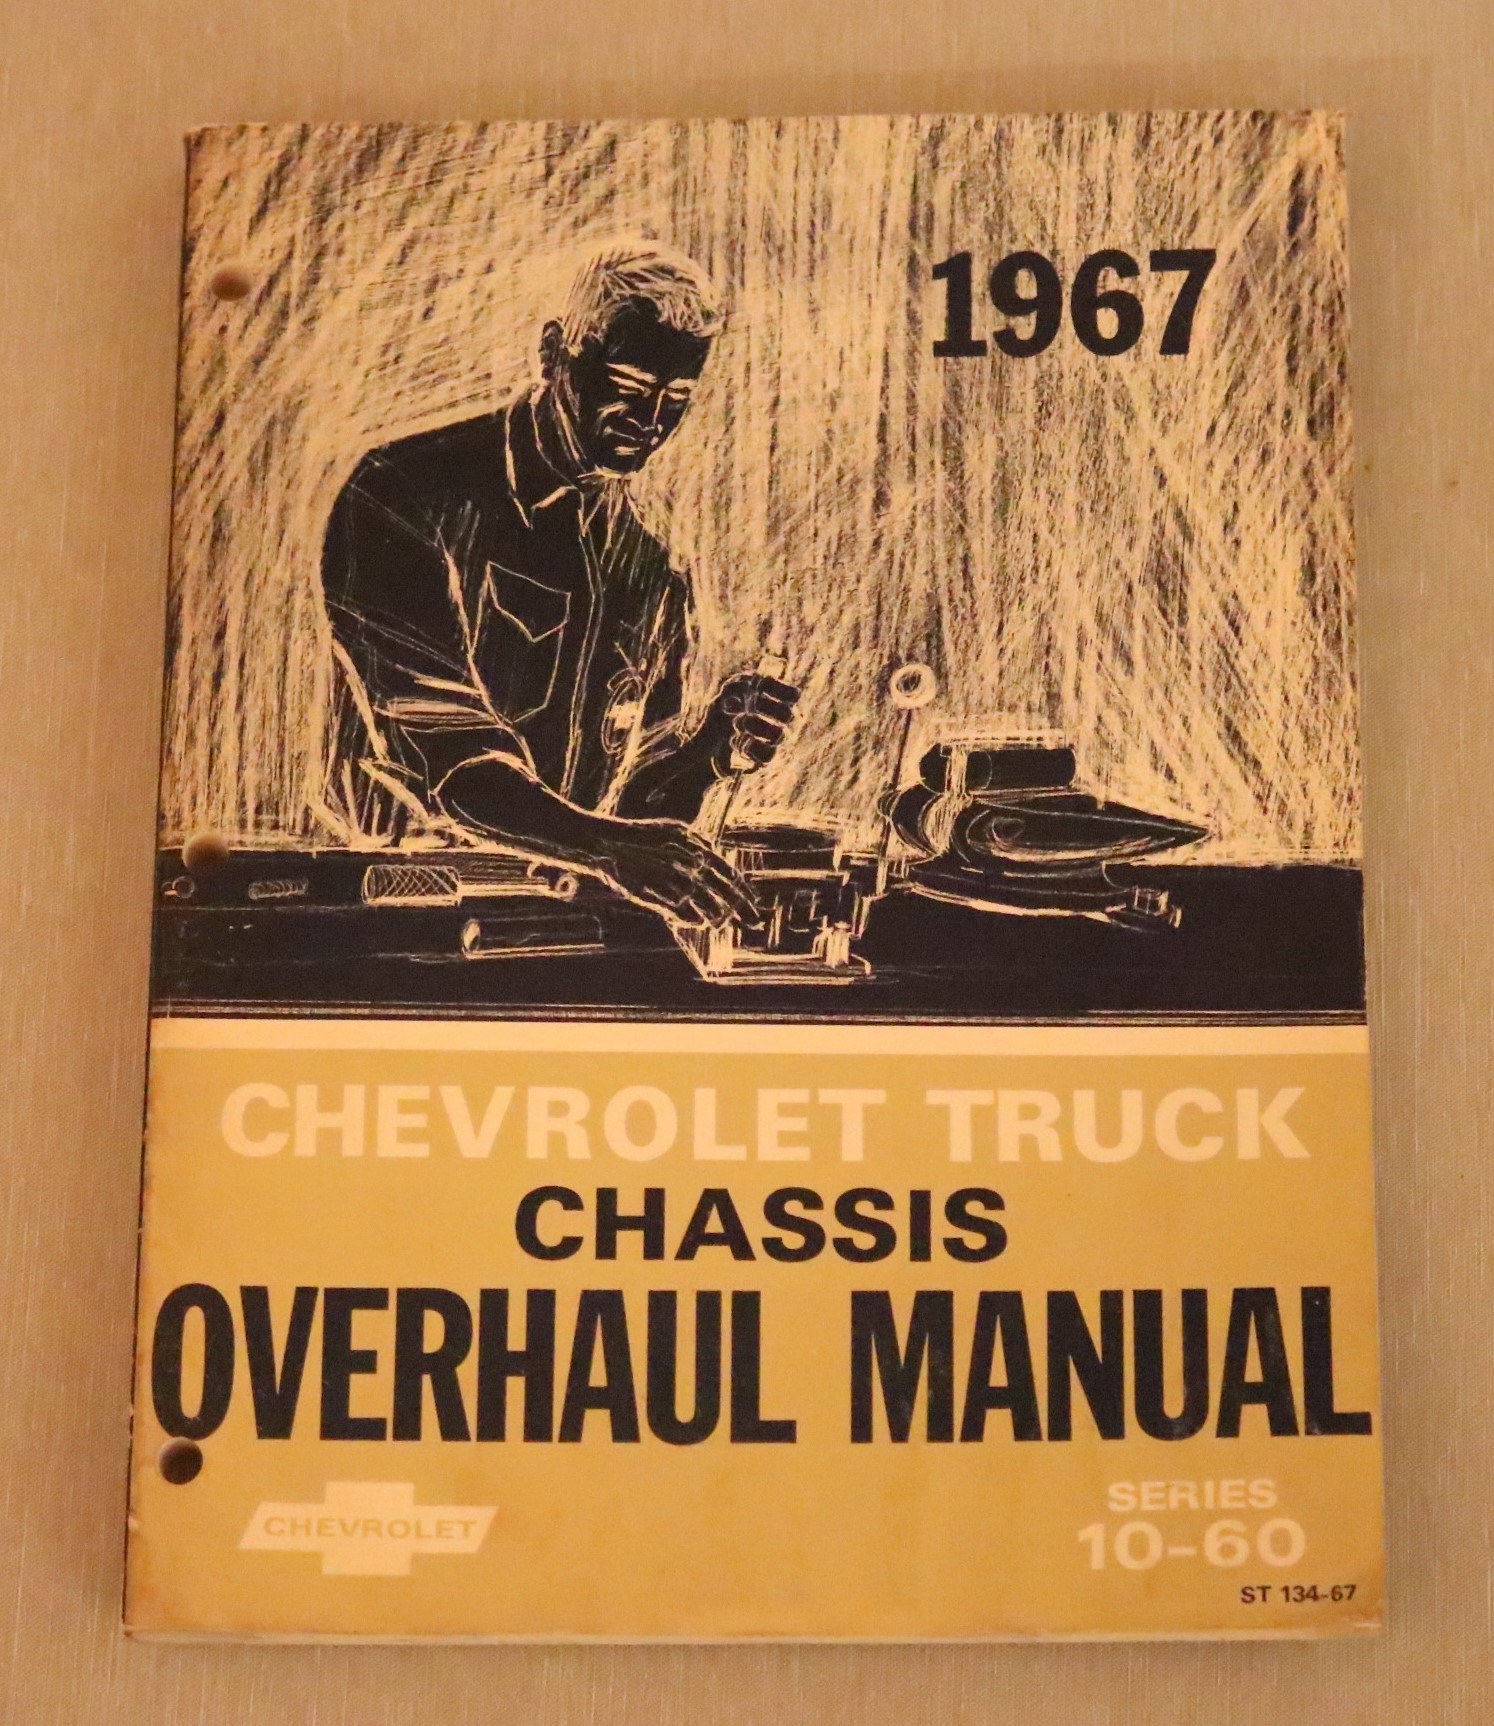 1967
CHEVROLET TRUCK
CHASSIS
OVERHAUL MANUAL
CHEVROLET
SERIES
10-60
ST 134-67